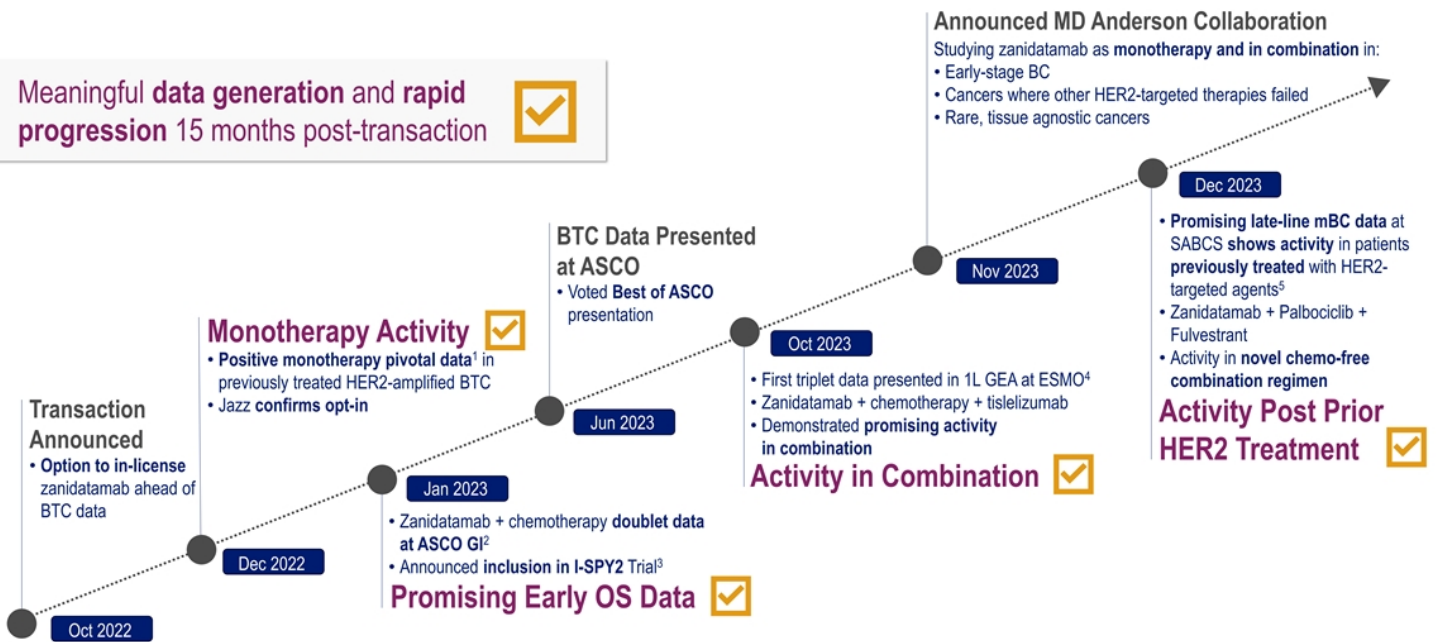 Meaningful data generation and rapid
progression 15 months post-transaction
Transaction
Announced
• Option to in-license
zanidatamab ahead of
BTC data
Oct 2022
Monotherapy Activity
• Positive monotherapy pivotal data1 in
previously treated HER2-amplified BTC
• Jazz confirms opt-in
Dec 2022
Jan 2023
• Zanidatamab + chemotherapy doublet data
at ASCO GI2
• Announced inclusion in I-SPY2 Trial3
Promising Early OS Data
BTC Data Presented
at ASCO
• Voted Best of ASCO
presentation
Jun 2023
Oct 2023
• First triplet data presented in 1L GEA at ESMO4
• Zanidatamab + chemotherapy + tislelizumab
• Demonstrated promising activity
in combination
Activity in Combination
Announced MD Anderson Collaboration
Studying zanidatamab as monotherapy and in combination in:
• Early-stage BC
• Cancers where other HER2-targeted therapies failed
• Rare, tissue agnostic cancers
Nov 2023
Dec 2023
• Promising late-line mBC data at
SABCS shows activity in patients
previously treated with HER2-
targeted agents5
• Zanidatamab + Palbociclib +
Fulvestrant
• Activity in novel chemo-free
combination regimen
Activity Post Prior
HER2 Treatment